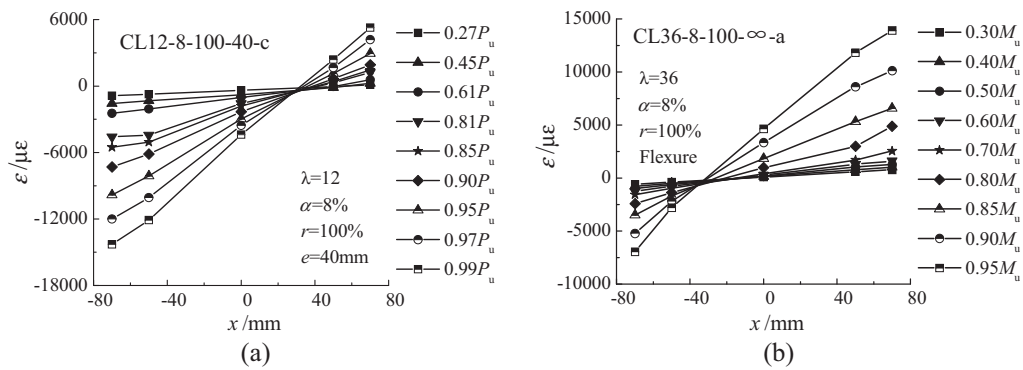 6000
0
-6000
-12000
-18000
ε /με
CL12-8-100-40-c
λ=12
α=8%
r=100%
e=40mm
-80
-40
0
40
80
x /mm
0.27Pu
0.45Pu
0.61Pu
0.81Pu
0.85Pu
0.90Pu
0.95Pu
0.97Pu
0.99Pu
(a)
15000
10000
5000
0
-5000
-10000
ε /με
CL36-8-100-∞-a
λ=36
α=8%
r=100%
Flexure
-80
-40
0
40
80
x /mm
0.30Mu
0.40Mu
0.50Mu
0.60Mu
0.70Mu
0.80Mu
0.85Mu
0.90Mu
0.95Mu
(b)